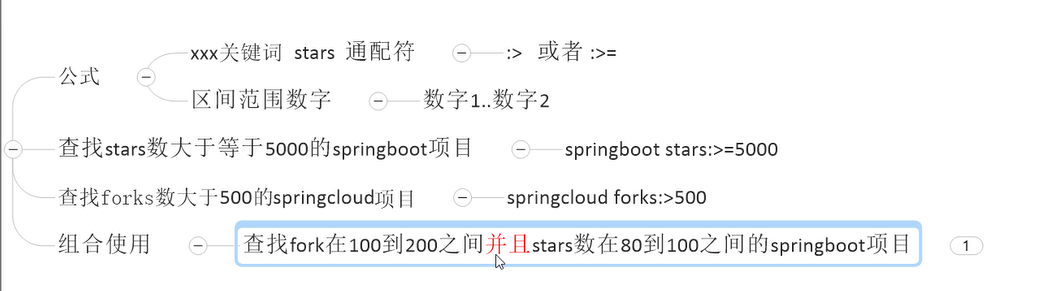 xxx关键词 stars 通配符 :> 或者 :>=
公式
区间范围数字 数字1..数字2
查找stars数大于等于5000的springboot项目 springboot stars:>=5000
查找forks数大于500的springcloud项目 springcloud forks:>500
组合使用 查找fork在100到200之间并且stars数在80到100之间的springboot项目 1